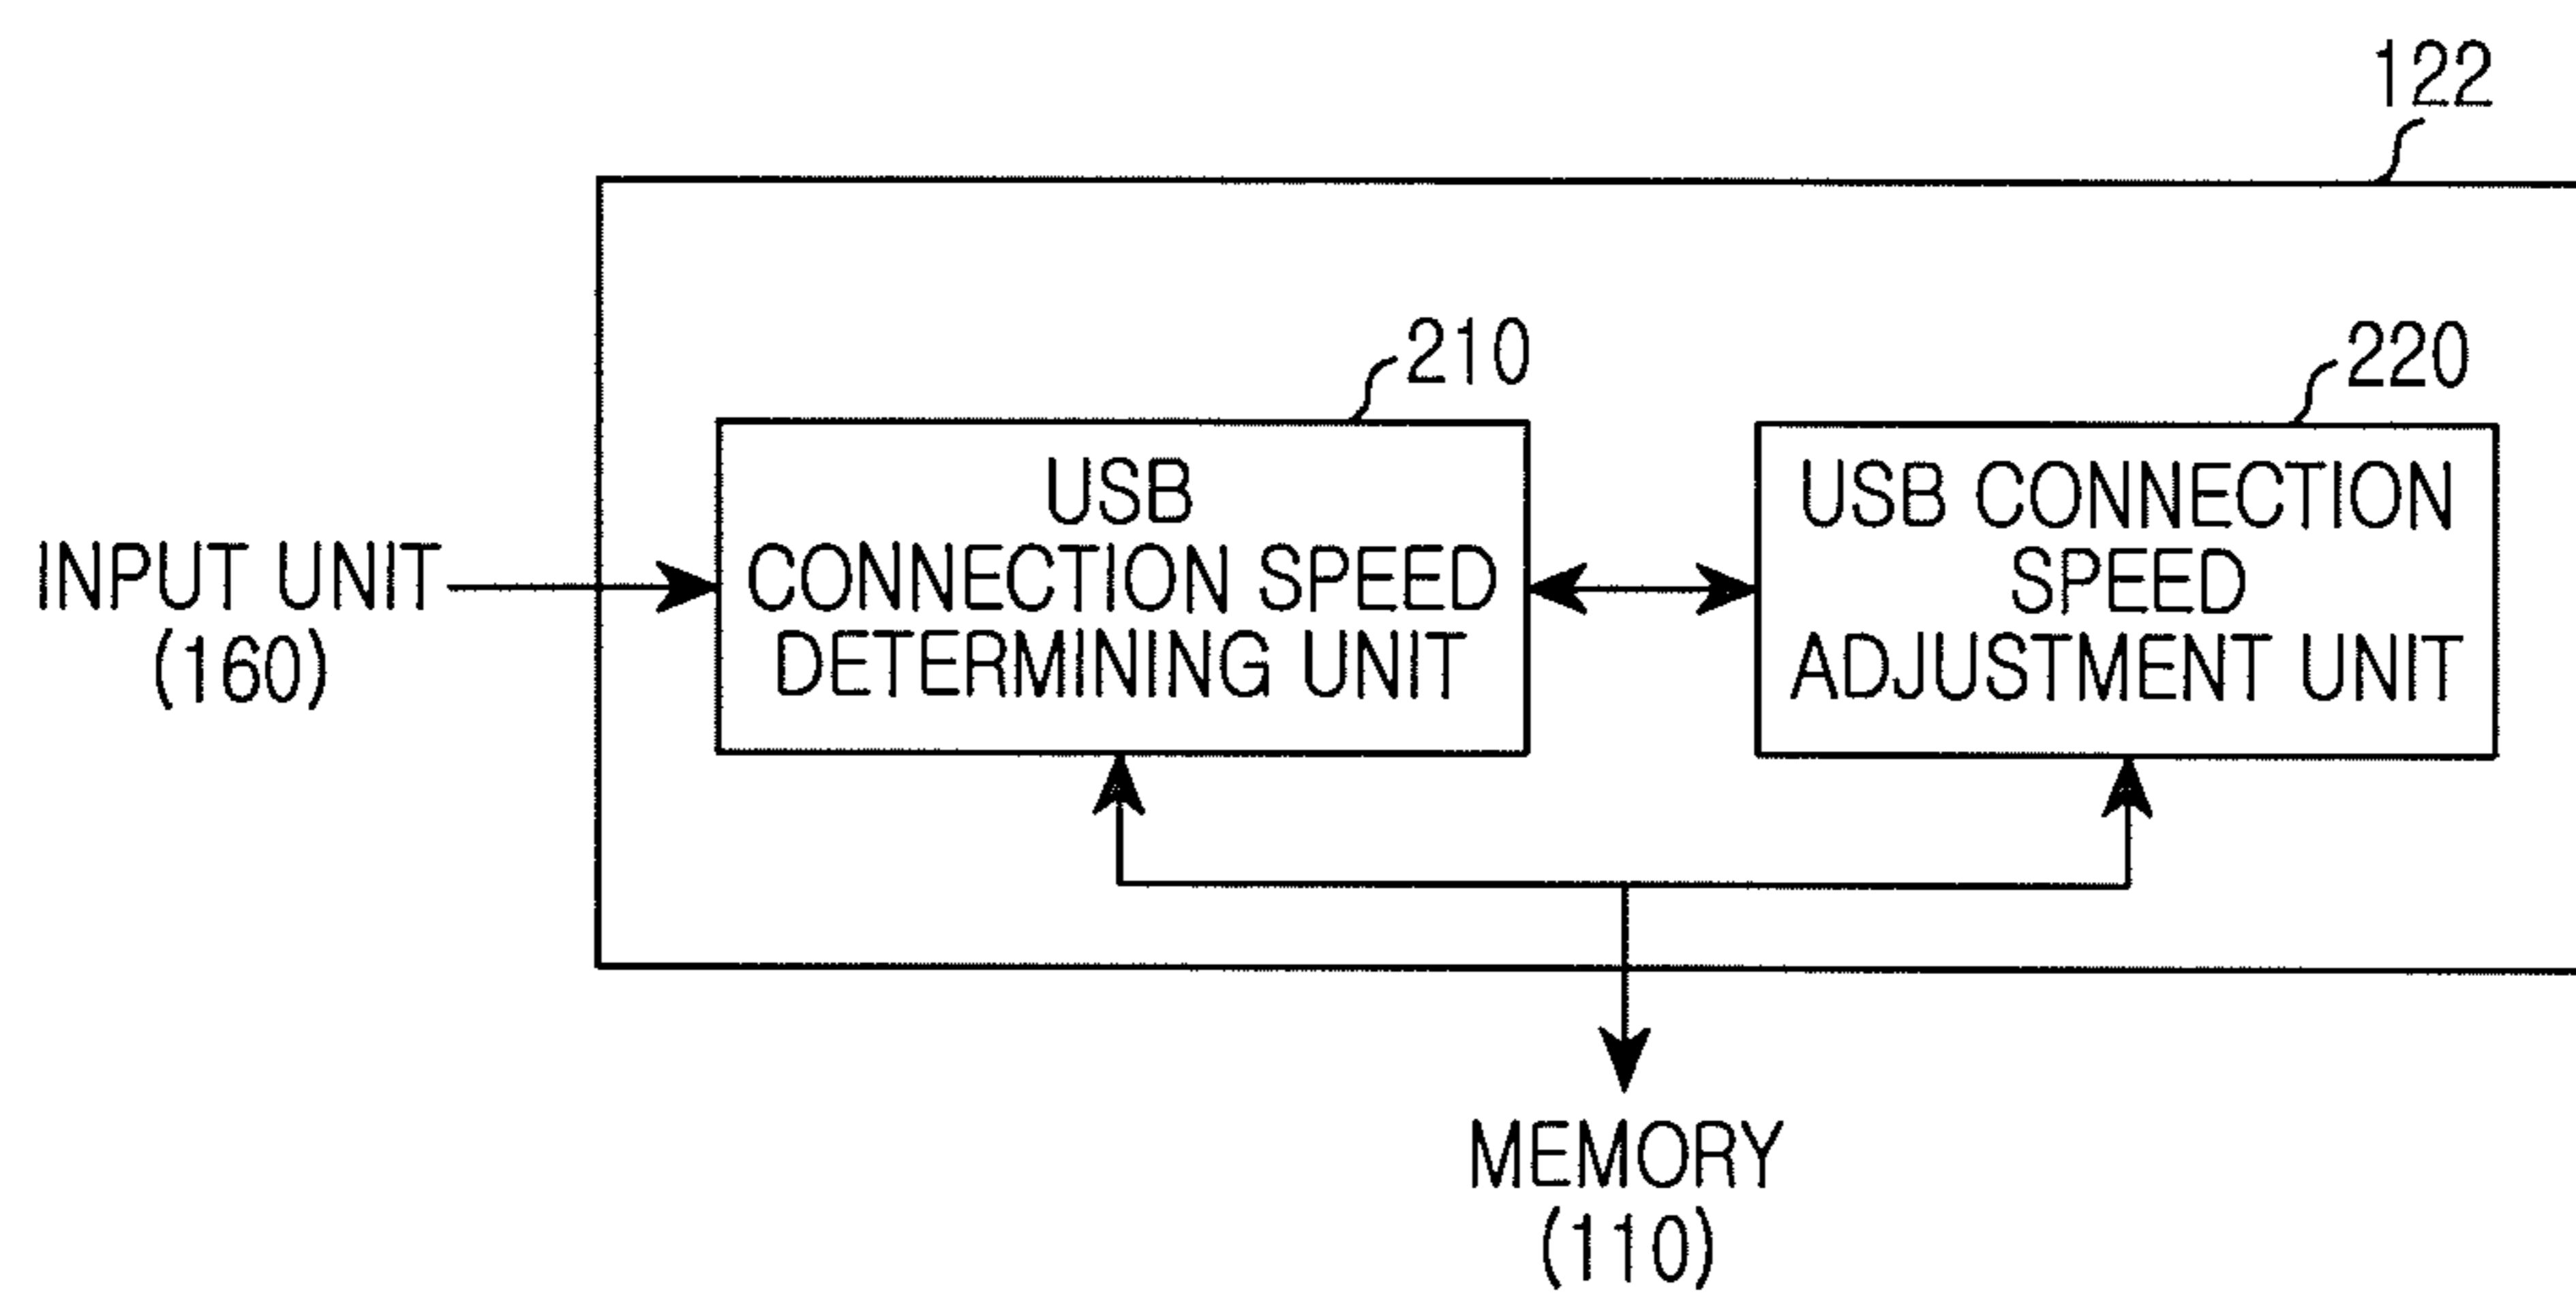 122
210
220
USB
CONNECTION SPEED
DETERMINING UNIT
USB CONNECTION
SPEED
ADJUSTMENT UNIT
INPUT UNIT
(160)
MEMORY
(110)